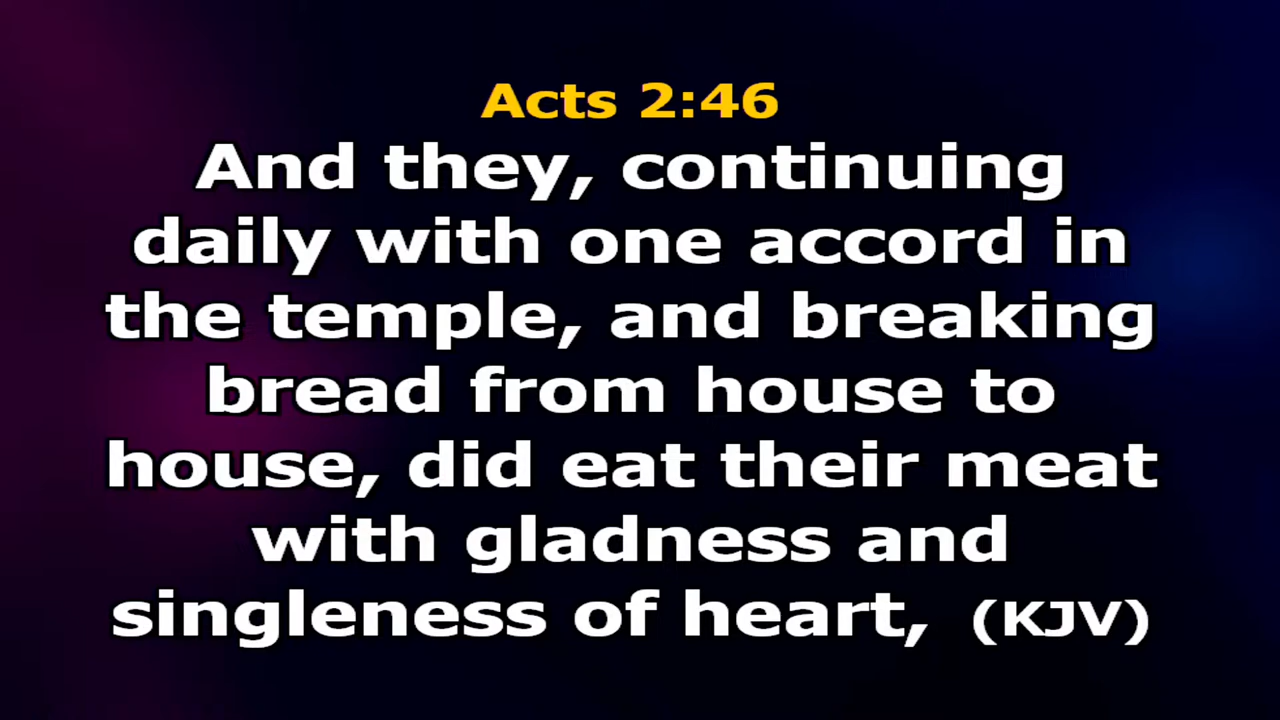 Acts 2:46
And they, continuing
daily with one accord in
the temple, and breaking
bread from house to
house, did eat their meat
with gladness and
singleness of heart, (KJV)